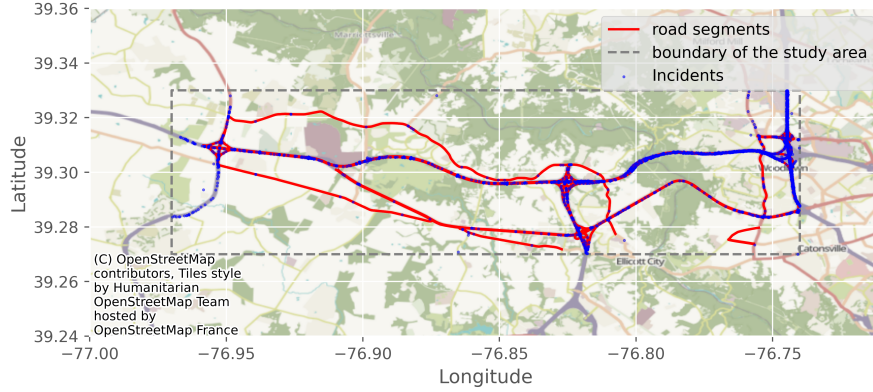 39.36
39.34
39.32
39.30
39.28
39.26
39.24
Latitude
−77.00
−76.95
−76.90
−76.85
−76.80
−76.75
Longitude
road segments
boundary of the study area
Incidents
Marriottsville
Ellicott City
Catonsville
(C) OpenStreetMap
contributors, Tiles style
by Humanitarian
OpenStreetMap Team
hosted by
OpenStreetMap France